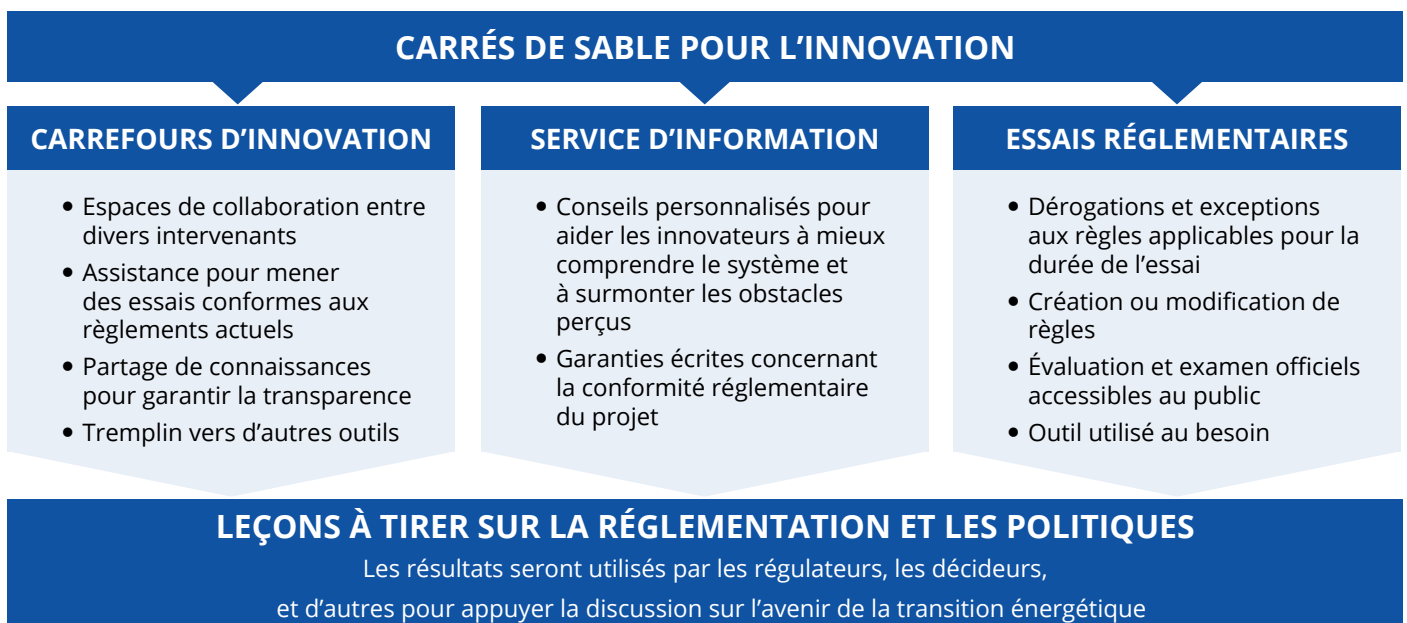 CARRÉS DE SABLE POUR L’INNOVATION
CARREFOURS D’INNOVATION
• Espaces de collaboration entre
divers intervenants
• Assistance pour mener
des essais conformes aux
règlements actuels
• Partage de connaissances
pour garantir la transparence
• Tremplin vers d’autres outils
SERVICE D’INFORMATION
• Conseils personnalisés pour
aider les innovateurs à mieux
comprendre le système et
à surmonter les obstacles
perçus
• Garanties écrites concernant
la conformité réglementaire
du projet
ESSAIS RÉGLEMENTAIRES
• Dérogations et exceptions
aux règles applicables pour la
durée de l’essai
• Création ou modification de
règles
• Évaluation et examen officiels
accessibles au public
• Outil utilisé au besoin
LEÇONS À TIRER SUR LA RÉGLEMENTATION ET LES POLITIQUES
Les résultats seront utilisés par les régulateurs, les décideurs,
et d’autres pour appuyer la discussion sur l’avenir de la transition énergétique